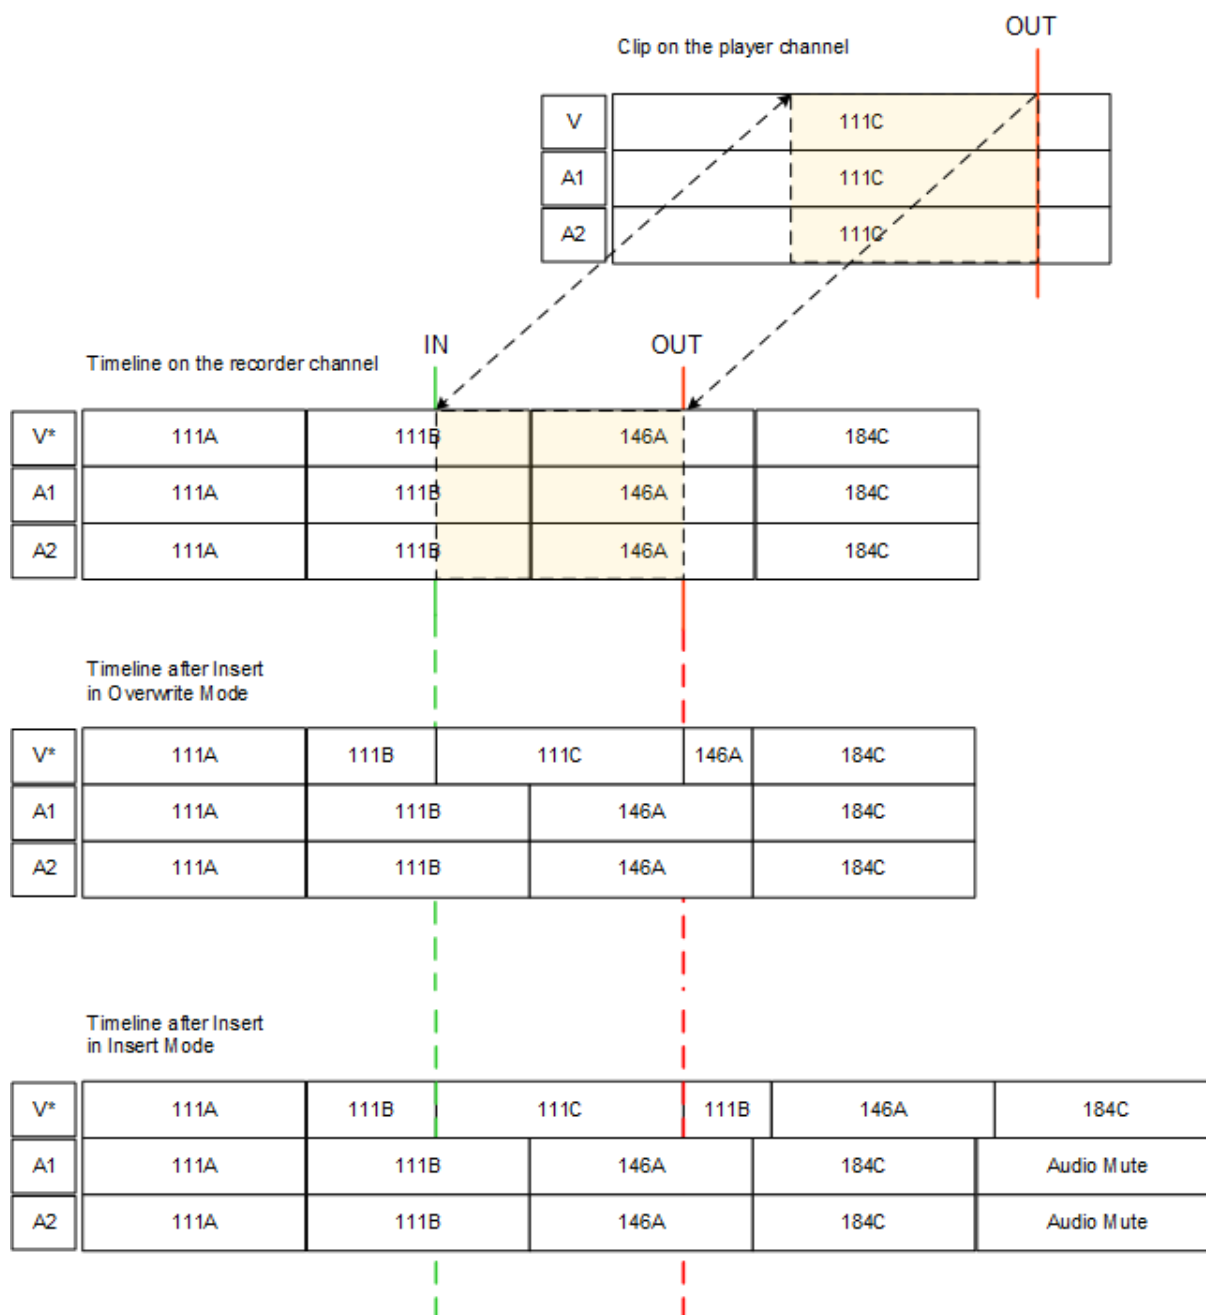 OUT
Clip on the player channel
V 111C
A1 111C
A2 111C
IN OUT
Timeline on the recorder channel
V* 111A 111B 146A 184C
A1 111A 111B 146A 184C
A2 111A 111B 146A 184C
Timeline after Insert
in Overwrite Mode
V* 111A 111B 111C 146A 184C
A1 111A 111B 146A 184C
A2 111A 111B 146A 184C
Timeline after Insert
in Insert Mode
V* 111A 111B 111C 111B 146A 184C
A1 111A 111B 146A 184C Audio Mute
A2 111A 111B 146A 184C Audio Mute